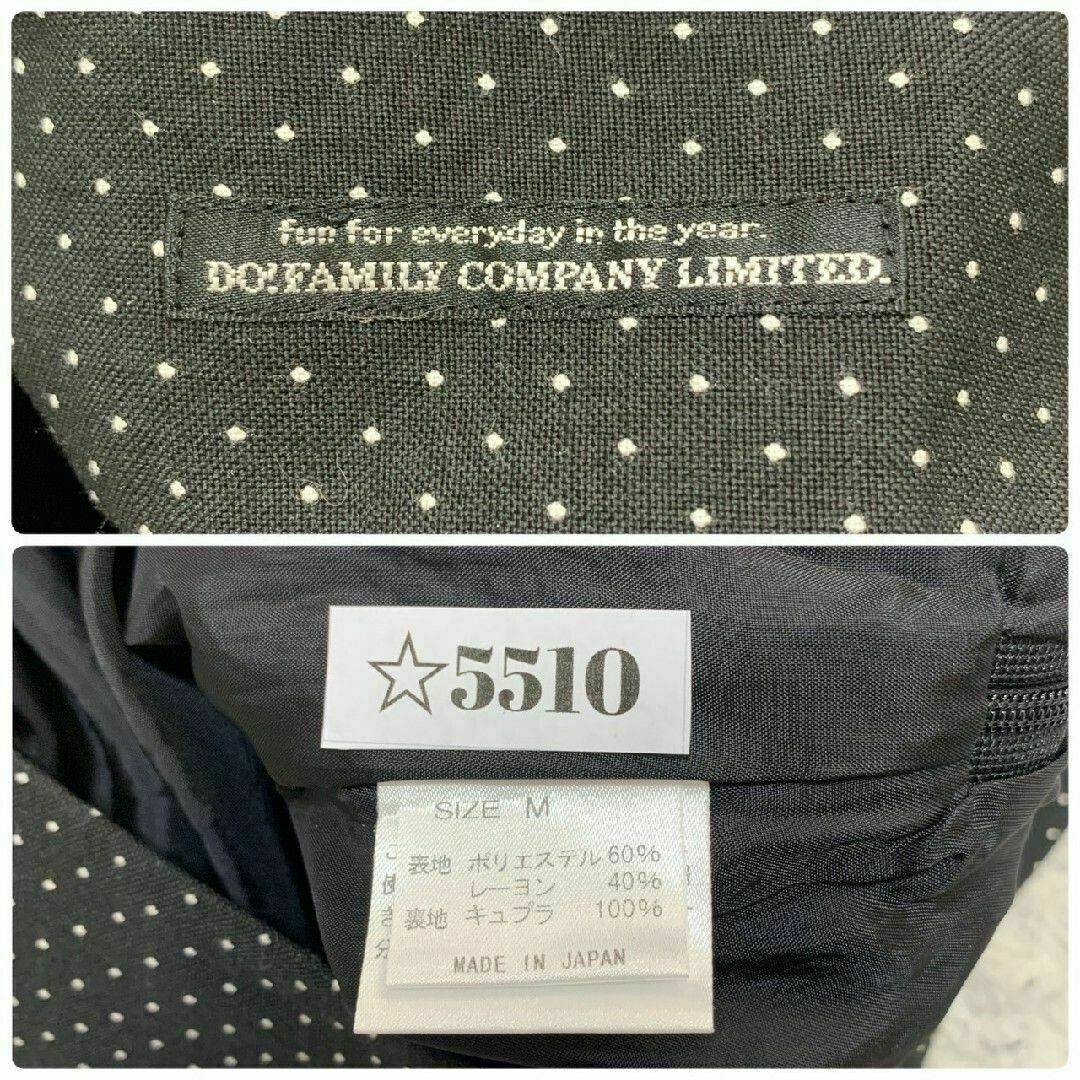 fun for everyday in the year.
DO!FAMILY COMPANY LIMITED.
☆5510
SIZE M
表地 ポリエステル 60%
レーヨン 40%
裏地 キュプラ 100%
MADE IN JAPAN